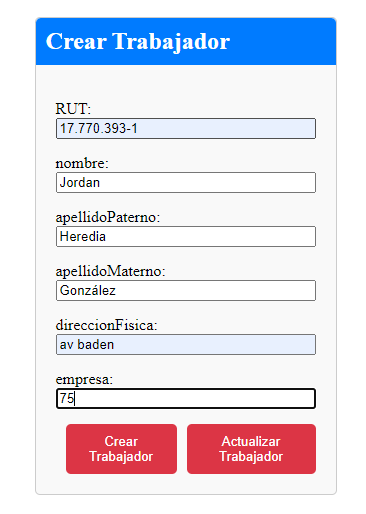 Crear Trabajador
RUT:
17.770.393-1
nombre:
Jordan
apellidoPaterno:
Heredia
apellidoMaterno:
González
direccionFisica:
av baden
empresa:
75
Crear
Trabajador
Actualizar
Trabajador